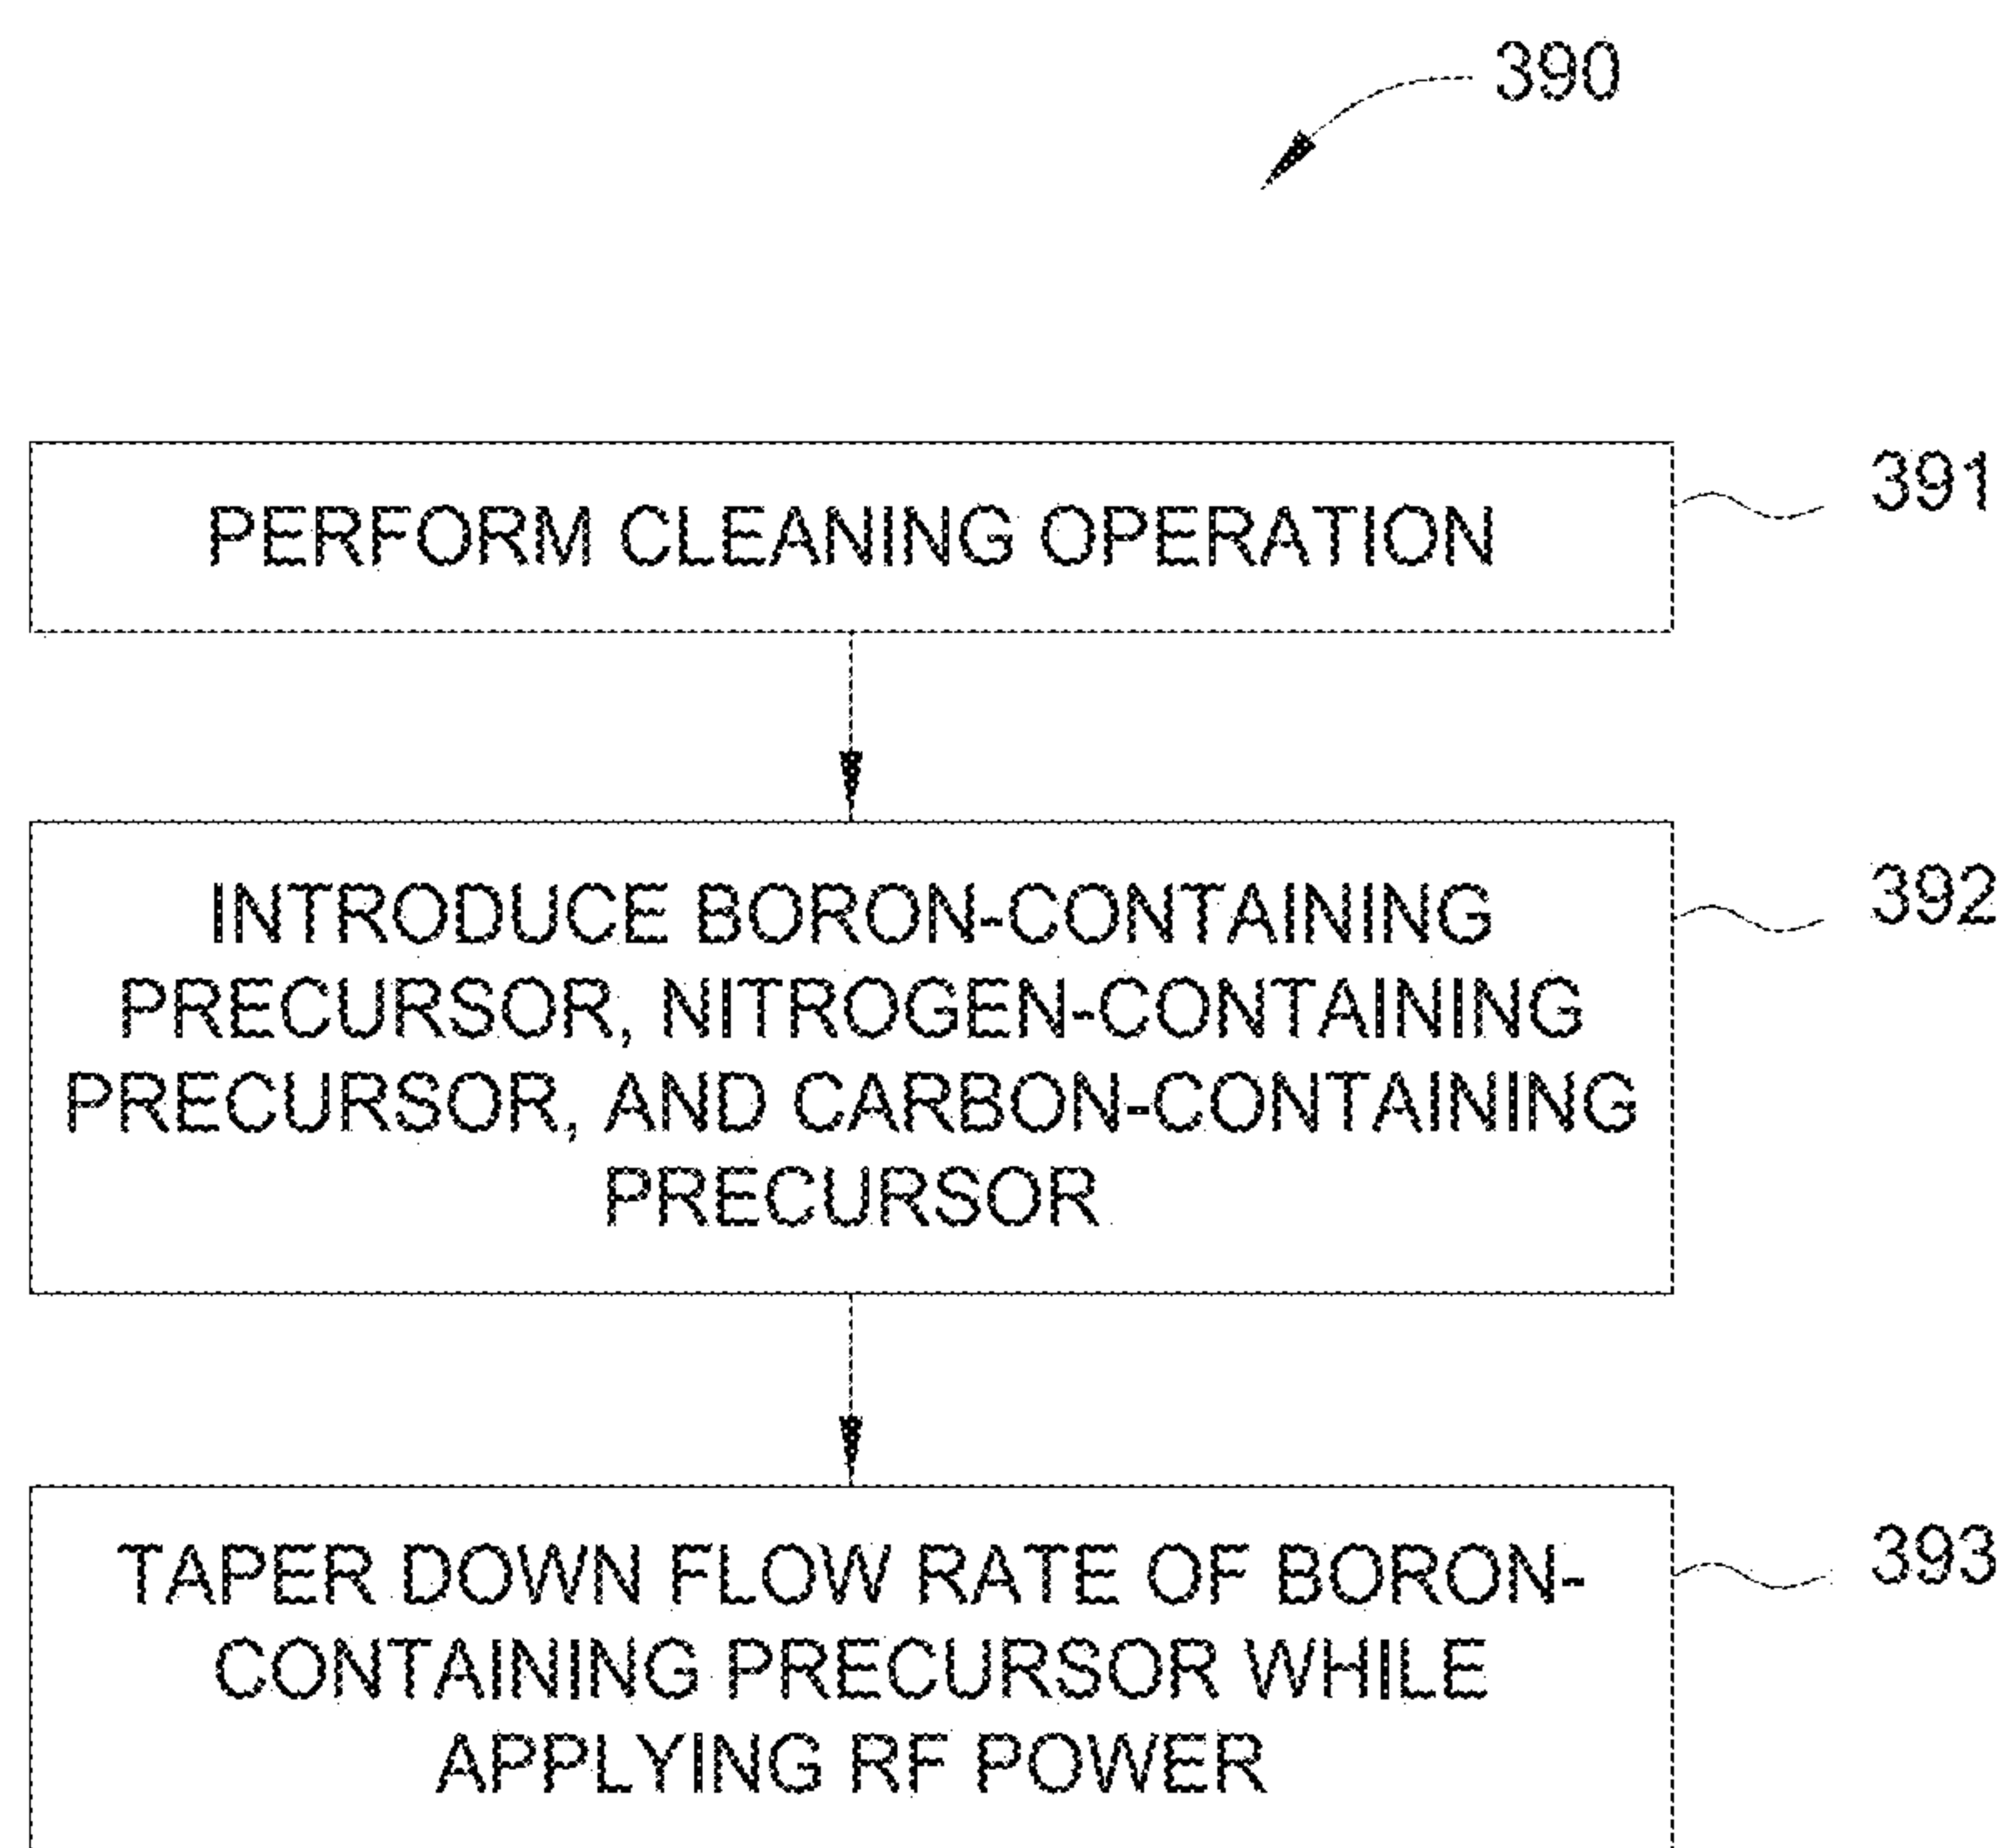 390
PERFORM CLEANING OPERATION
391
INTRODUCE BORON-CONTAINING
PRECURSOR, NITROGEN-CONTAINING
PRECURSOR, AND CARBON-CONTAINING
PRECURSOR
392
TAPER DOWN FLOW RATE OF BORON-
CONTAINING PRECURSOR WHILE
APPLYING RF POWER
393